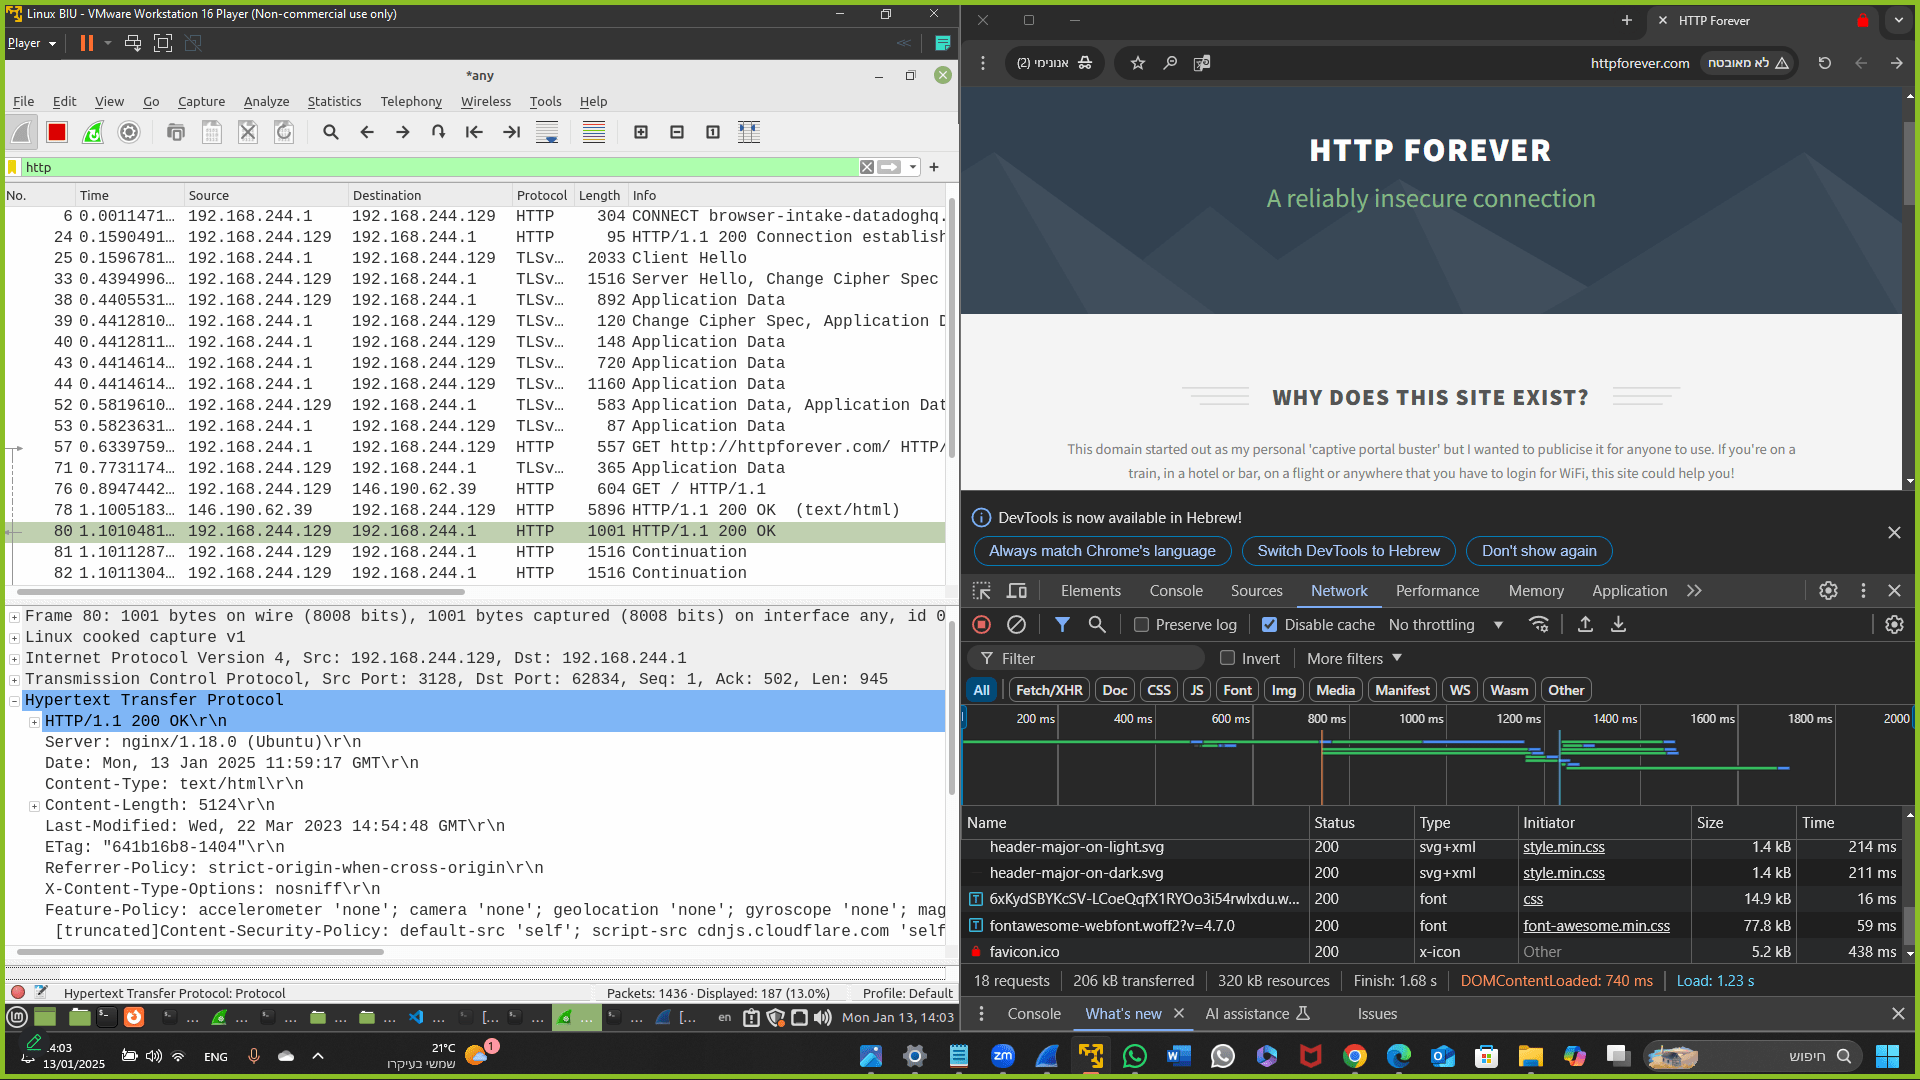 Linux BIU - VMware Workstation 16 Player (Non-commercial use only)
Player
*any
File Edit View Go Capture Analyze Statistics Telephony Wireless Tools Help
http
No. Time Source Destination Protocol Length Info
6 0.0011471… 192.168.244.1 192.168.244.129 HTTP 304 CONNECT browser-intake-datadoghq.
24 0.1590491… 192.168.244.129 192.168.244.1 HTTP 95 HTTP/1.1 200 Connection establish
25 0.1596781… 192.168.244.1 192.168.244.129 TLSv… 2033 Client Hello
33 0.4394996… 192.168.244.129 192.168.244.1 TLSv… 1516 Server Hello, Change Cipher Spec
38 0.4405531… 192.168.244.129 192.168.244.1 TLSv… 892 Application Data
39 0.4412810… 192.168.244.1 192.168.244.129 TLSv… 120 Change Cipher Spec, Application D
40 0.4412811… 192.168.244.1 192.168.244.129 TLSv… 148 Application Data
43 0.4414614… 192.168.244.1 192.168.244.129 TLSv… 720 Application Data
44 0.4414614… 192.168.244.1 192.168.244.129 TLSv… 1160 Application Data
52 0.5819610… 192.168.244.129 192.168.244.1 TLSv… 583 Application Data, Application Dat
53 0.5823631… 192.168.244.129 192.168.244.1 TLSv… 87 Application Data
57 0.6339759… 192.168.244.1 192.168.244.129 HTTP 557 GET http://httpforever.com/ HTTP/
71 0.7731174… 192.168.244.129 192.168.244.1 TLSv… 365 Application Data
76 0.8947442… 192.168.244.129 146.190.62.39 HTTP 604 GET / HTTP/1.1
78 1.1005183… 146.190.62.39 192.168.244.129 HTTP 5896 HTTP/1.1 200 OK (text/html)
80 1.1010481… 192.168.244.129 192.168.244.1 HTTP 1001 HTTP/1.1 200 OK
81 1.1011287… 192.168.244.129 192.168.244.1 HTTP 1516 Continuation
82 1.1011304… 192.168.244.129 192.168.244.1 HTTP 1516 Continuation
Frame 80: 1001 bytes on wire (8008 bits), 1001 bytes captured (8008 bits) on interface any, id 0
Linux cooked capture v1
Internet Protocol Version 4, Src: 192.168.244.129, Dst: 192.168.244.1
Transmission Control Protocol, Src Port: 3128, Dst Port: 62834, Seq: 1, Ack: 502, Len: 945
Hypertext Transfer Protocol
HTTP/1.1 200 OK\r\n
Server: nginx/1.18.0 (Ubuntu)\r\n
Date: Mon, 13 Jan 2025 11:59:17 GMT\r\n
Content-Type: text/html\r\n
Content-Length: 5124\r\n
Last-Modified: Wed, 22 Mar 2023 14:54:48 GMT\r\n
ETag: "641b16b8-1404"\r\n
Referrer-Policy: strict-origin-when-cross-origin\r\n
X-Content-Type-Options: nosniff\r\n
Feature-Policy: accelerometer 'none'; camera 'none'; geolocation 'none'; gyroscope 'none'; mag
[truncated]Content-Security-Policy: default-src 'self'; script-src cdnjs.cloudflare.com 'self
Hypertext Transfer Protocol: Protocol Packets: 1436 · Displayed: 187 (13.0%) Profile: Default
en Mon Jan 13, 14:03
HTTP Forever
אנונימי (2) httpforever.com לא מאובטח
HTTP FOREVER
A reliably insecure connection
WHY DOES THIS SITE EXIST?
This domain started out as my personal 'captive portal buster' but I wanted to publicise it for anyone to use. If you're on a
train, in a hotel or bar, on a flight or anywhere that you have to login for WiFi, this site could help you!
DevTools is now available in Hebrew!
Always match Chrome's language Switch DevTools to Hebrew Don't show again
Elements Console Sources Network Performance Memory Application
Preserve log Disable cache No throttling
Filter Invert More filters
All Fetch/XHR Doc CSS JS Font Img Media Manifest WS Wasm Other
200 ms 400 ms 600 ms 800 ms 1000 ms 1200 ms 1400 ms 1600 ms 1800 ms 2000
Name Status Type Initiator Size Time
header-major-on-light.svg 200 svg+xml style.min.css 1.4 kB 214 ms
header-major-on-dark.svg 200 svg+xml style.min.css 1.4 kB 211 ms
6xKydSBYKcSV-LCoeQqfX1RYOo3i54rwlxdu.w... 200 font css 14.9 kB 16 ms
fontawesome-webfont.woff2?v=4.7.0 200 font font-awesome.min.css 77.8 kB 59 ms
favicon.ico 200 x-icon Other 5.2 kB 438 ms
18 requests 206 kB transferred 320 kB resources Finish: 1.68 s DOMContentLoaded: 740 ms Load: 1.23 s
Console What's new AI assistance Issues
13/01/2025
ENG
21°C
שמשי בעיקרו
1
חיפוש